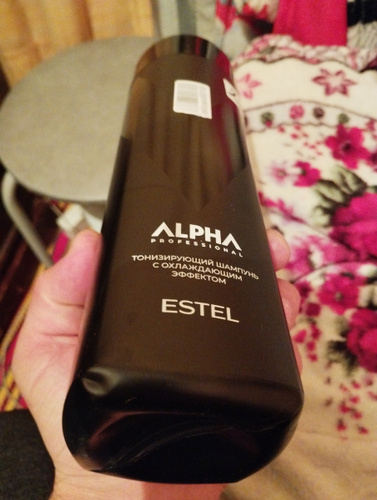 ALPHA
PROFESSIONAL
ТОНИЗИРУЮЩИЙ ШАМПУНЬ
С ОХЛАЖДАЮЩИМ
ЭФФЕКТОМ
ESTEL